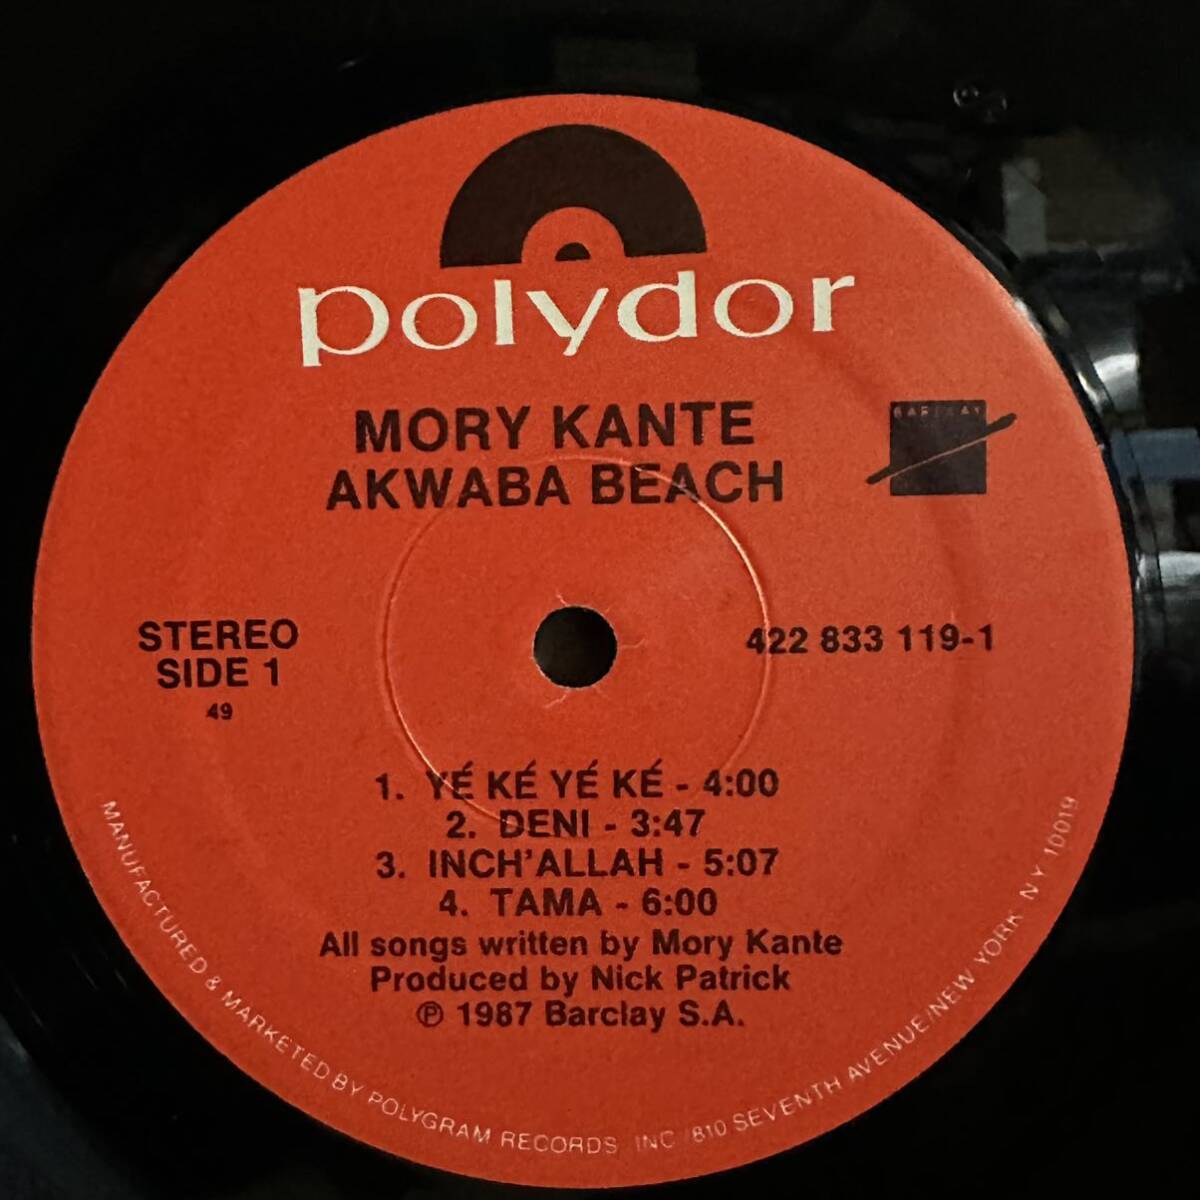 polydor
MORY KANTE
AKWABA BEACH
BARCLAY
STEREO
SIDE 1
49
422 833 119-1
1. YÉ KÉ YÉ KÉ - 4:00
2. DENI - 3:47
3. INCH'ALLAH - 5:07
4. TAMA - 6:00
All songs written by Mory Kante
Produced by Nick Patrick
℗ 1987 Barclay S.A.
MANUFACTURED & MARKETED BY POLYGRAM RECORDS, INC./810 SEVENTH AVENUE/NEW YORK N Y 10019